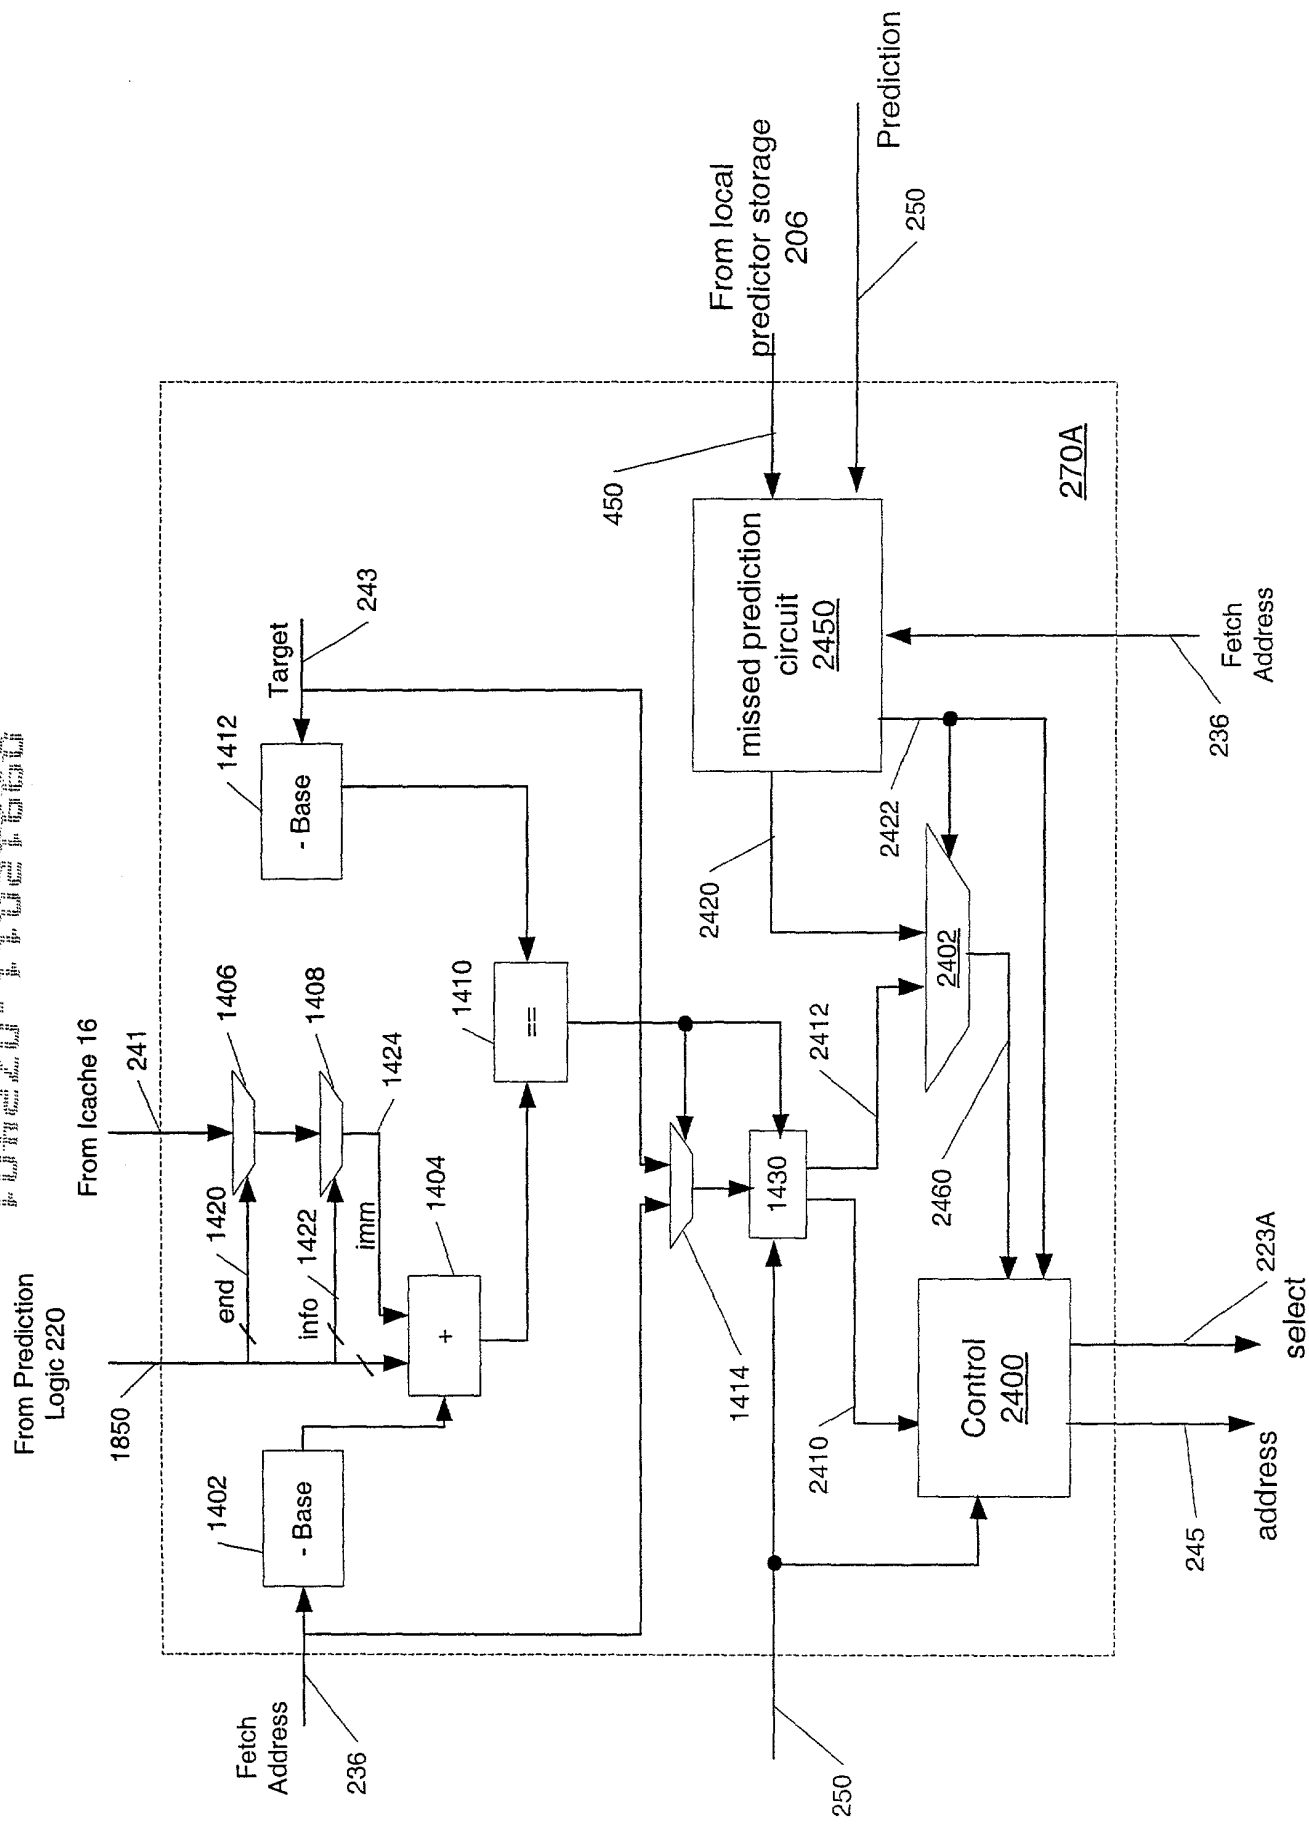 From Prediction
Logic 220
1850
From Icache 16
241
end
1420
1406
info
1422
1408
imm
1424
1402
- Base
1404
+
1410
==
1412
- Base
Target
243
Fetch
Address
236
1414
1430
2410
2412
250
2420
2422
2402
2460
missed prediction
circuit
2450
450
From local
predictor storage
206
Prediction
250
Fetch
Address
236
Control
2400
270A
245
address
223A
select